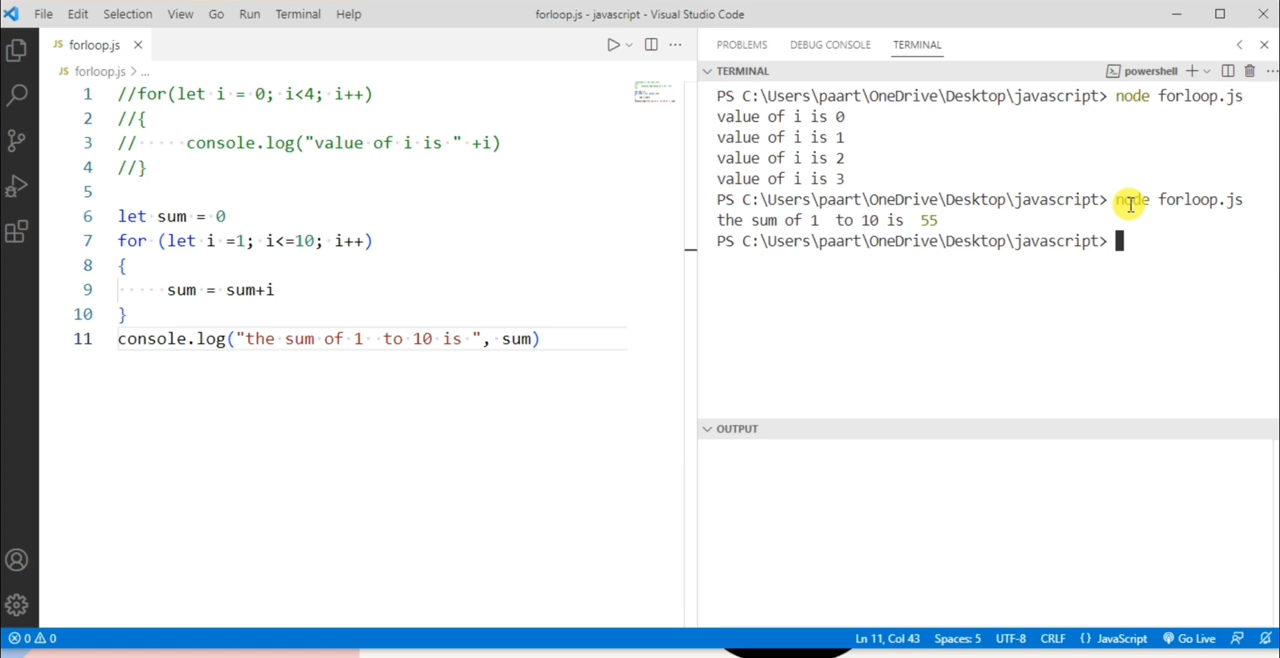 File Edit Selection View Go Run Terminal Help forloop.js - javascript - Visual Studio Code
JS forloop.js
JS forloop.js > ...
1 //for(let i = 0; i<4; i++)
2 //{
3 //····· console.log("value of i is " +i)
4 //}
5
6 let sum = 0
7 for (let i =1; i<=10; i++)
8 {
9 ····· sum = sum+i
10 }
11 console.log("the sum of 1  to 10 is ", sum)
PROBLEMS DEBUG CONSOLE TERMINAL
TERMINAL powershell
PS C:\Users\paart\OneDrive\Desktop\javascript> node forloop.js
value of i is 0
value of i is 1
value of i is 2
value of i is 3
PS C:\Users\paart\OneDrive\Desktop\javascript> node forloop.js
the sum of 1  to 10 is  55
PS C:\Users\paart\OneDrive\Desktop\javascript>
OUTPUT
0 0 Ln 11, Col 43 Spaces: 5 UTF-8 CRLF {} JavaScript Go Live